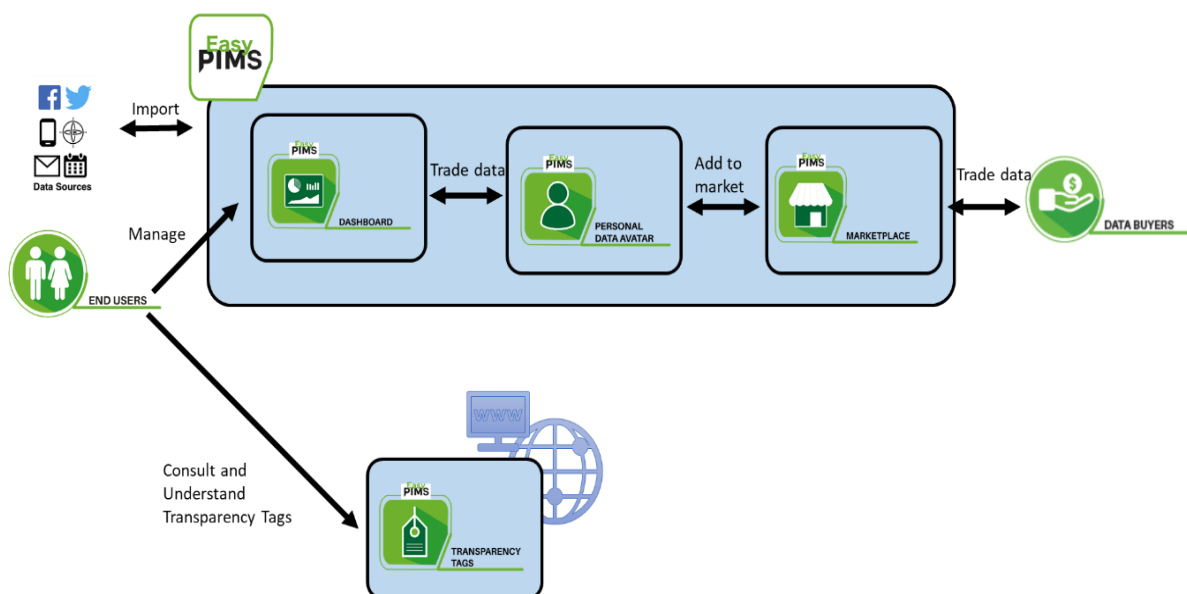 Easy
PIMS
Import
Data Sources
Manage
END USERS
Easy
PIMS
DASHBOARD
Trade data
Easy
PIMS
PERSONAL
DATA AVATAR
Add to
market
Easy
PIMS
MARKETPLACE
Trade data
$
DATA BUYERS
Consult and
Understand
Transparency Tags
www
Easy
PIMS
TRANSPARENCY
TAGS